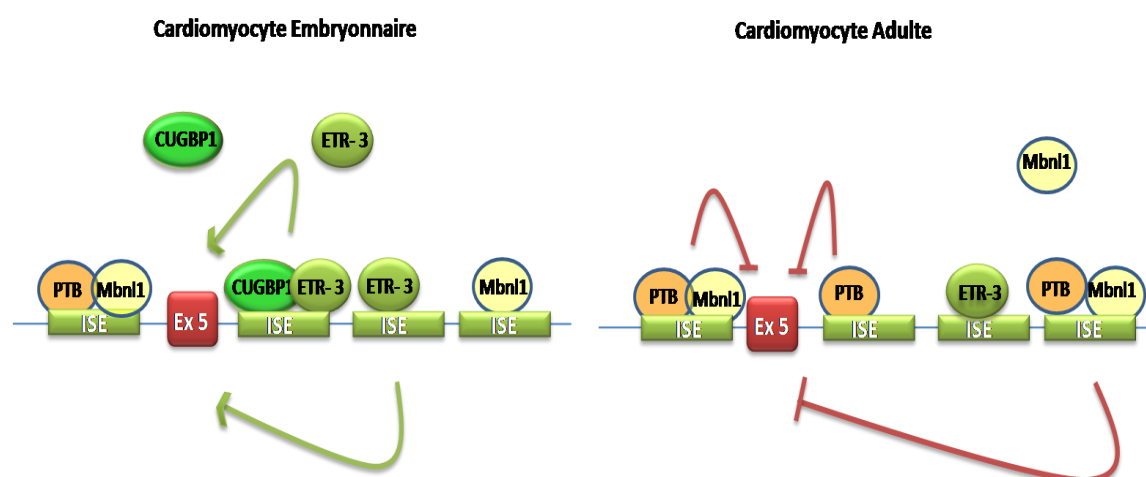 Cardiomyocyte Embryonnaire
CUGBP1
ETR- 3
PTB
Mbnl1
CUGBP1
ETR- 3
ETR- 3
Mbnl1
ISE
Ex 5
ISE
ISE
ISE
Cardiomyocyte Adulte
Mbnl1
PTB
Mbnl1
PTB
ETR-3
PTB
Mbnl1
ISE
Ex 5
ISE
ISE
ISE